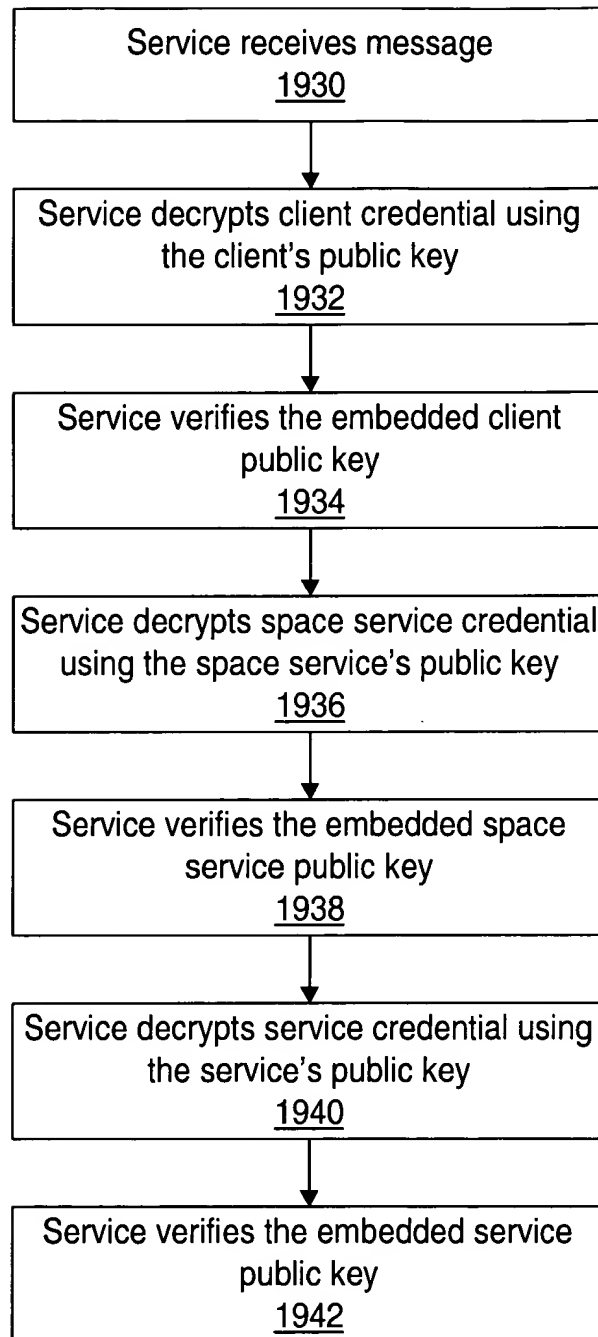 Service receives message
1930
Service decrypts client credential using
the client's public key
1932
Service verifies the embedded client
public key
1934
Service decrypts space service credential
using the space service's public key
1936
Service verifies the embedded space
service public key
1938
Service decrypts service credential using
the service's public key
1940
Service verifies the embedded service
public key
1942